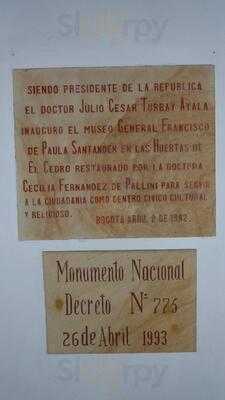 SIENDO PRESIDENTE DE LA REPUBLICA
EL DOCTOR JULIO CESAR TURBAY AYALA
INAUGURO EL MUSEO GENERAL FRANCISCO
DE PAULA SANTANDER EN LAS HUERTAS DE
EL CEDRO RESTAURADO POR LA DOCTORA
CECILIA FERNANDEZ DE PALLINI PARA SERVIR
A LA CIUDADANIA COMO CENTRO CIVICO CULTURAL
Y RELIGIOSO.
BOGOTA ABRIL 2 DE 1982
Monumento Nacional
Decreto Nº 775
26 de Abril 1993